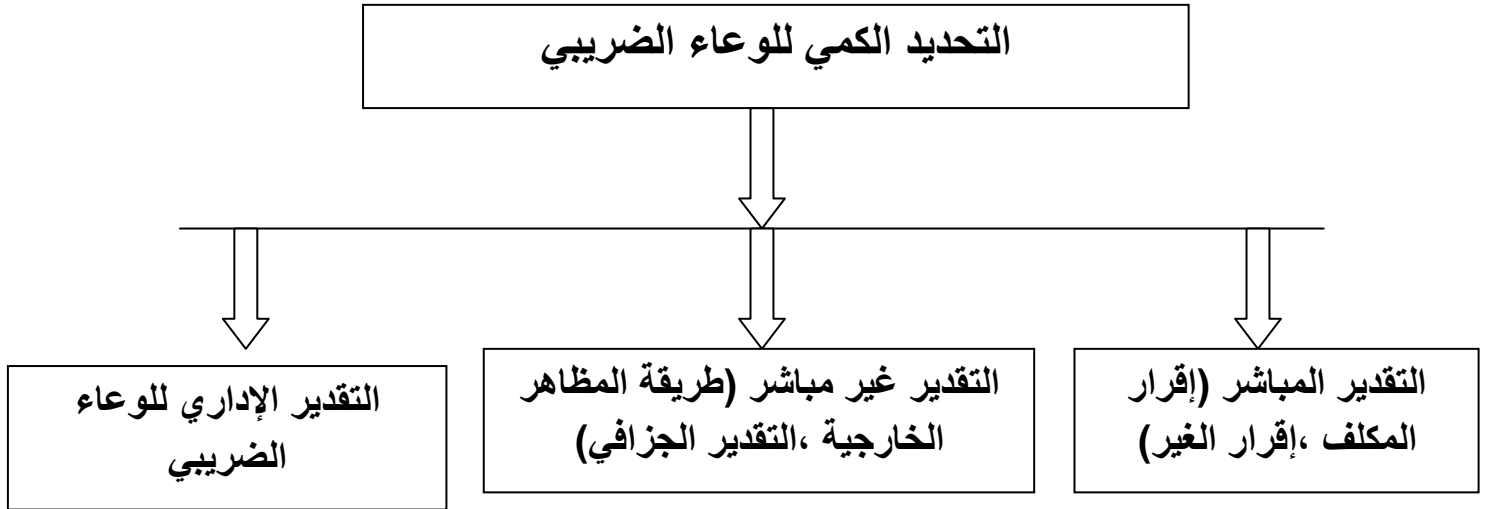 التحديد الكمي للوعاء الضريبي
التقدير المباشر (إقرار
المكلف ،إقرار الغير)
التقدير غير مباشر (طريقة المظاهر
الخارجية ،التقدير الجزافي)
التقدير الإداري للوعاء
الضريبي